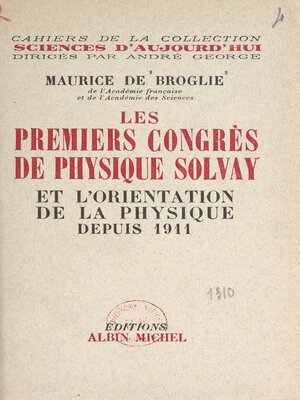 CAHIERS DE LA COLLECTION
SCIENCES D'AUJOURD'HUI
DIRIGÉS PAR ANDRÉ GEORGE
MAURICE DE BROGLIE
de l'Académie française
et de l'Académie des Sciences
LES
PREMIERS CONGRÈS
DE PHYSIQUE SOLVAY
ET L'ORIENTATION
DE LA PHYSIQUE
DEPUIS 1911
1310
ÉDITIONS
ALBIN MICHEL